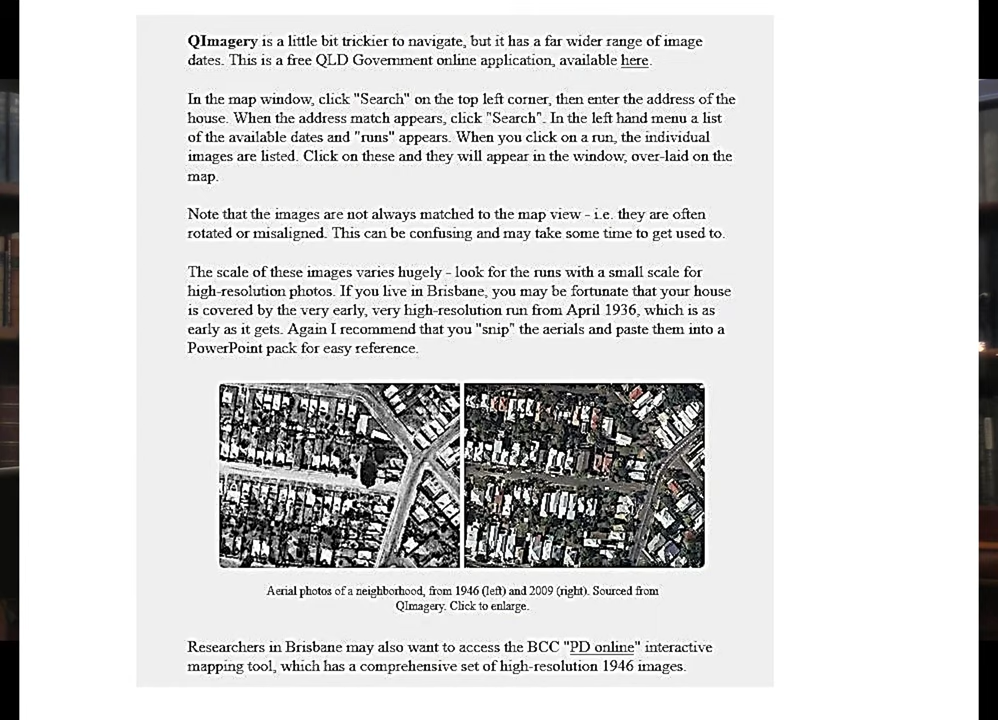 QImagery is a little bit trickier to navigate, but it has a far wider range of image
dates. This is a free QLD Government online application, available here.
In the map window, click "Search" on the top left corner, then enter the address of the
house. When the address match appears, click "Search". In the left hand menu a list
of the available dates and "runs" appears. When you click on a run, the individual
images are listed. Click on these and they will appear in the window, over-laid on the
map.
Note that the images are not always matched to the map view - i.e. they are often
rotated or misaligned. This can be confusing and may take some time to get used to.
The scale of these images varies hugely - look for the runs with a small scale for
high-resolution photos. If you live in Brisbane, you may be fortunate that your house
is covered by the very early, very high-resolution run from April 1936, which is as
early as it gets. Again I recommend that you "snip" the aerials and paste them into a
PowerPoint pack for easy reference.
Aerial photos of a neighborhood, from 1946 (left) and 2009 (right). Sourced from
QImagery. Click to enlarge.
Researchers in Brisbane may also want to access the BCC "PD online" interactive
mapping tool, which has a comprehensive set of high-resolution 1946 images.